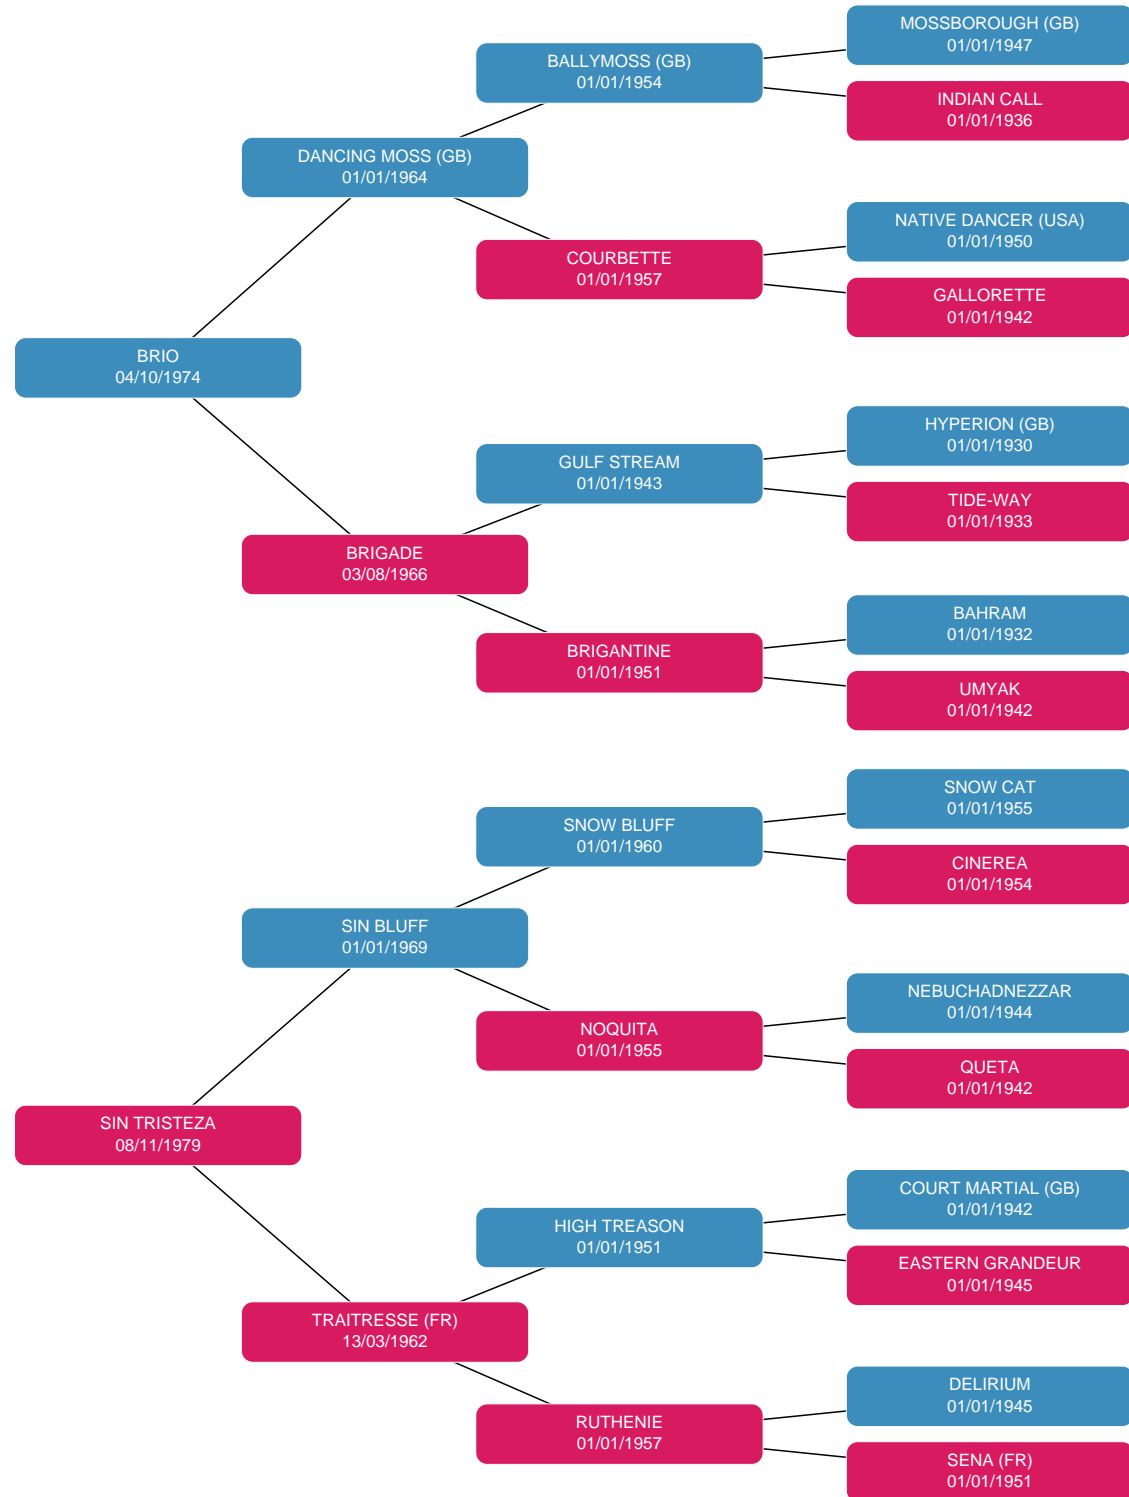 MOSSBOROUGH (GB)
01/01/1947
BALLYMOSS (GB)
01/01/1954
INDIAN CALL
01/01/1936
DANCING MOSS (GB)
01/01/1964
NATIVE DANCER (USA)
01/01/1950
COURBETTE
01/01/1957
GALLORETTE
01/01/1942
BRIO
04/10/1974
HYPERION (GB)
01/01/1930
GULF STREAM
01/01/1943
TIDE-WAY
01/01/1933
BRIGADE
03/08/1966
BAHRAM
01/01/1932
BRIGANTINE
01/01/1951
UMYAK
01/01/1942
SNOW CAT
01/01/1955
SNOW BLUFF
01/01/1960
CINEREA
01/01/1954
SIN BLUFF
01/01/1969
NEBUCHADNEZZAR
01/01/1944
NOQUITA
01/01/1955
QUETA
01/01/1942
SIN TRISTEZA
08/11/1979
COURT MARTIAL (GB)
01/01/1942
HIGH TREASON
01/01/1951
EASTERN GRANDEUR
01/01/1945
TRAITRESSE (FR)
13/03/1962
DELIRIUM
01/01/1945
RUTHENIE
01/01/1957
SENA (FR)
01/01/1951